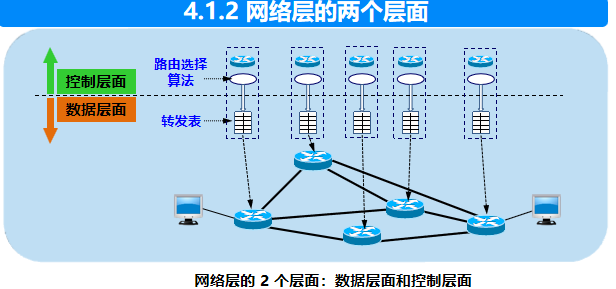 4.1.2 网络层的两个层面
路由选择
算法
控制层面
数据层面
转发表
网络层的 2 个层面：数据层面和控制层面